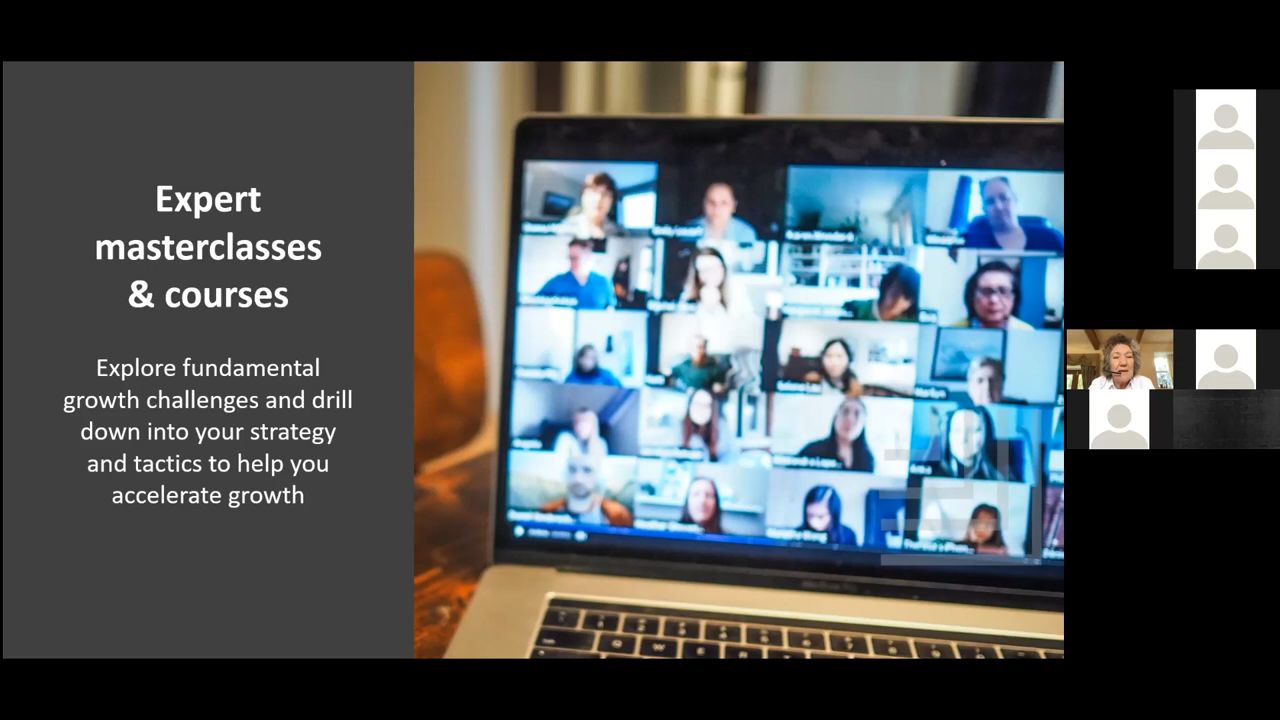 Expert
masterclasses
& courses
Explore fundamental
growth challenges and drill
down into your strategy
and tactics to help you
accelerate growth